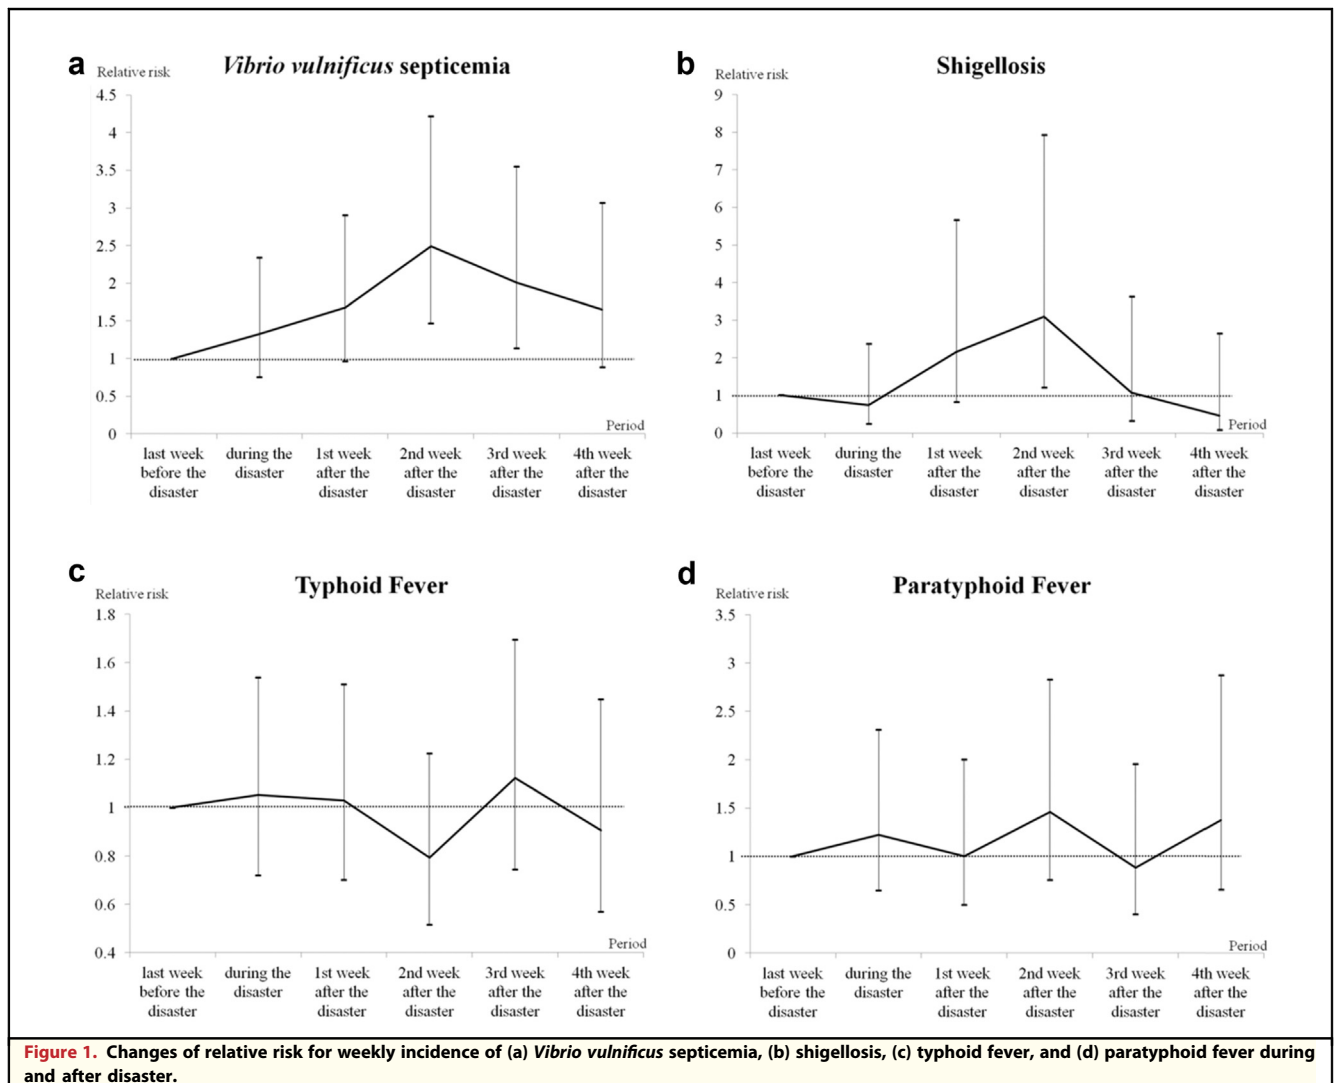 a
Vibrio vulnificus septicemia
Relative risk
4.5
4
3.5
3
2.5
2
1.5
1
0.5
0
Period
last week before the disaster
during the disaster
1st week after the disaster
2nd week after the disaster
3rd week after the disaster
4th week after the disaster
b
Shigellosis
Relative risk
9
8
7
6
5
4
3
2
1
0
Period
last week before the disaster
during the disaster
1st week after the disaster
2nd week after the disaster
3rd week after the disaster
4th week after the disaster
c
Typhoid Fever
Relative risk
1.8
1.6
1.4
1.2
1
0.8
0.6
0.4
Period
last week before the disaster
during the disaster
1st week after the disaster
2nd week after the disaster
3rd week after the disaster
4th week after the disaster
d
Paratyphoid Fever
Relative risk
3.5
3
2.5
2
1.5
1
0.5
0
Period
last week before the disaster
during the disaster
1st week after the disaster
2nd week after the disaster
3rd week after the disaster
4th week after the disaster
Figure 1. Changes of relative risk for weekly incidence of (a) Vibrio vulnificus septicemia, (b) shigellosis, (c) typhoid fever, and (d) paratyphoid fever during
and after disaster.